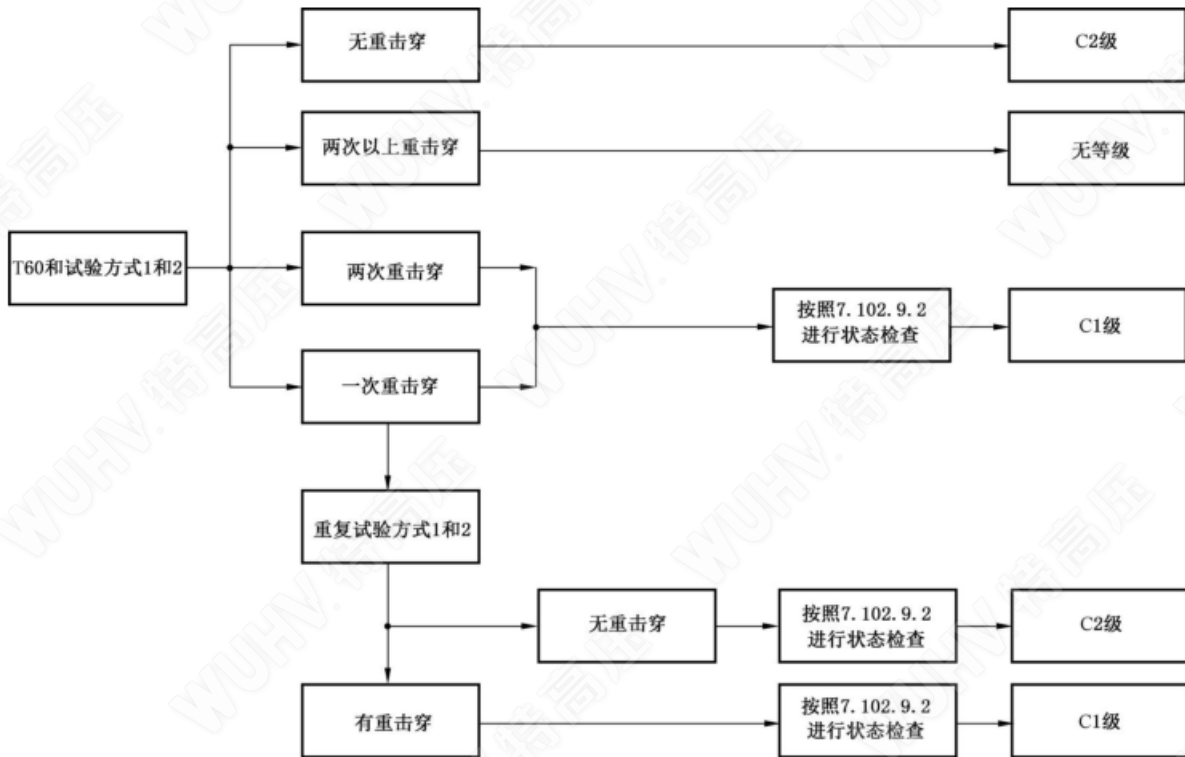 无重击穿
C2级
两次以上重击穿
无等级
T60和试验方式1和2
两次重击穿
按照7.102.9.2
进行状态检查
C1级
一次重击穿
重复试验方式1和2
无重击穿
按照7.102.9.2
进行状态检查
C2级
有重击穿
按照7.102.9.2
进行状态检查
C1级
WUHV.特高压